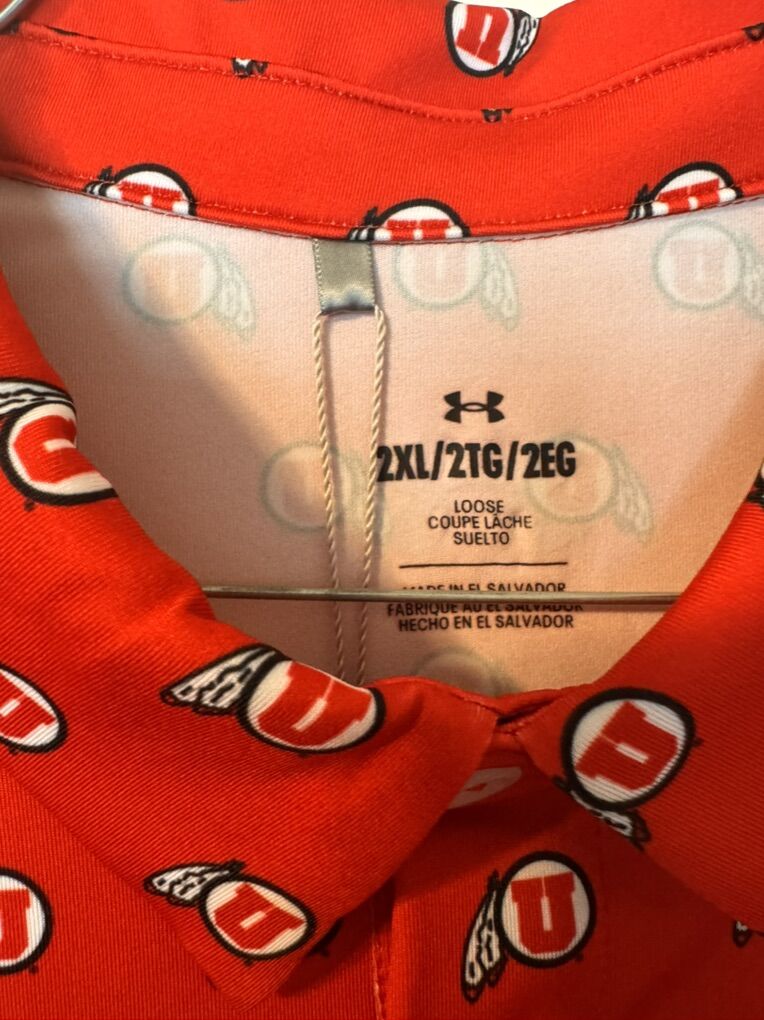 U
2XL/2TG/2EG
LOOSE
COUPE LÂCHE
SUELTO
MADE IN EL SALVADOR
FABRIQUÉ AU EL SALVADOR
HECHO EN EL SALVADOR
U
U
U
U
U